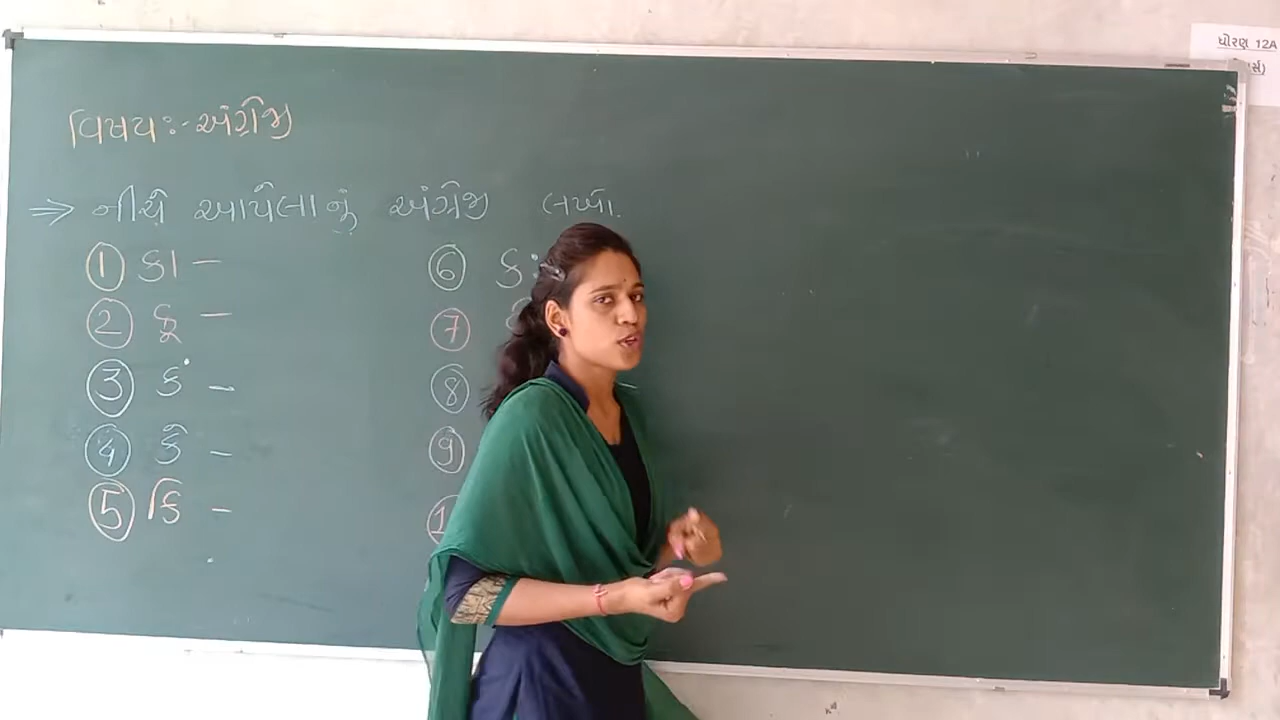 ધોરણ 12A
વિષય:- અંગ્રેજી
⇒ નીચે આપેલાનું અંગ્રેજી લખો.
① કા – ⑥ કઃ
② કૂ – ⑦
③ કં – ⑧
④ કે – ⑨
⑤ કિ –